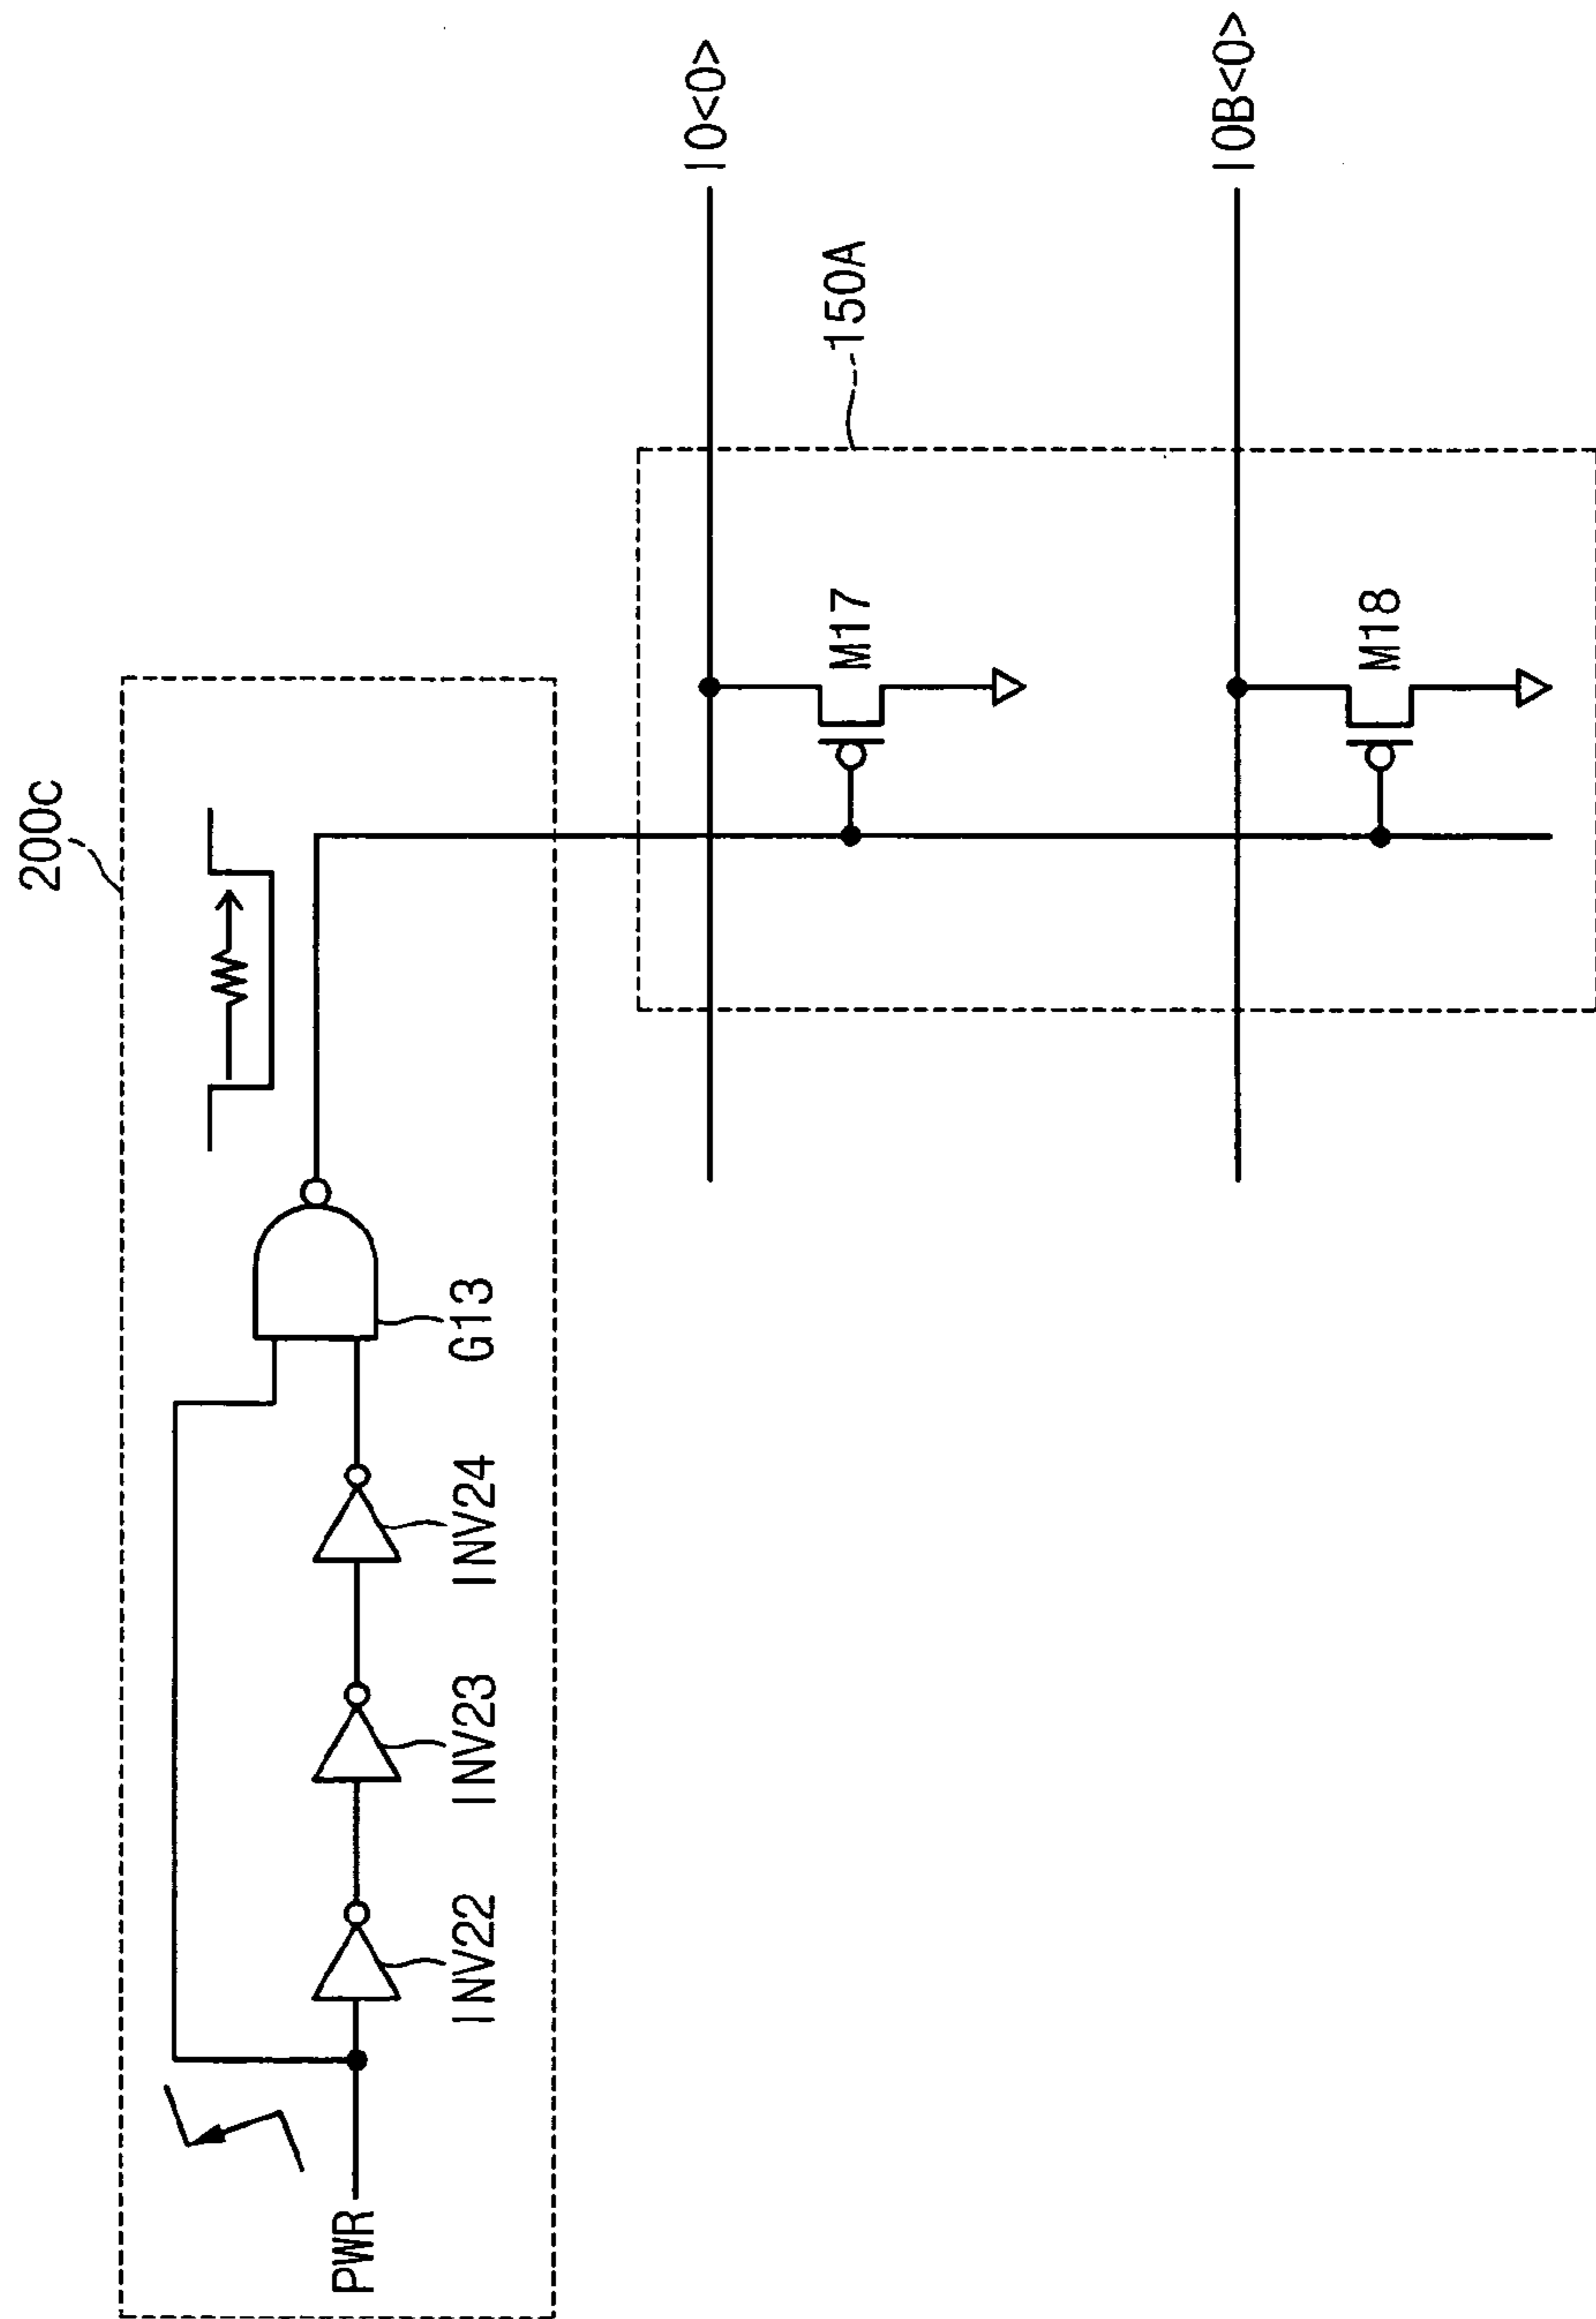 200c
PWR
INV22
INV23
INV24
G13
IO<0>
150A
M17
IOB<0>
M18